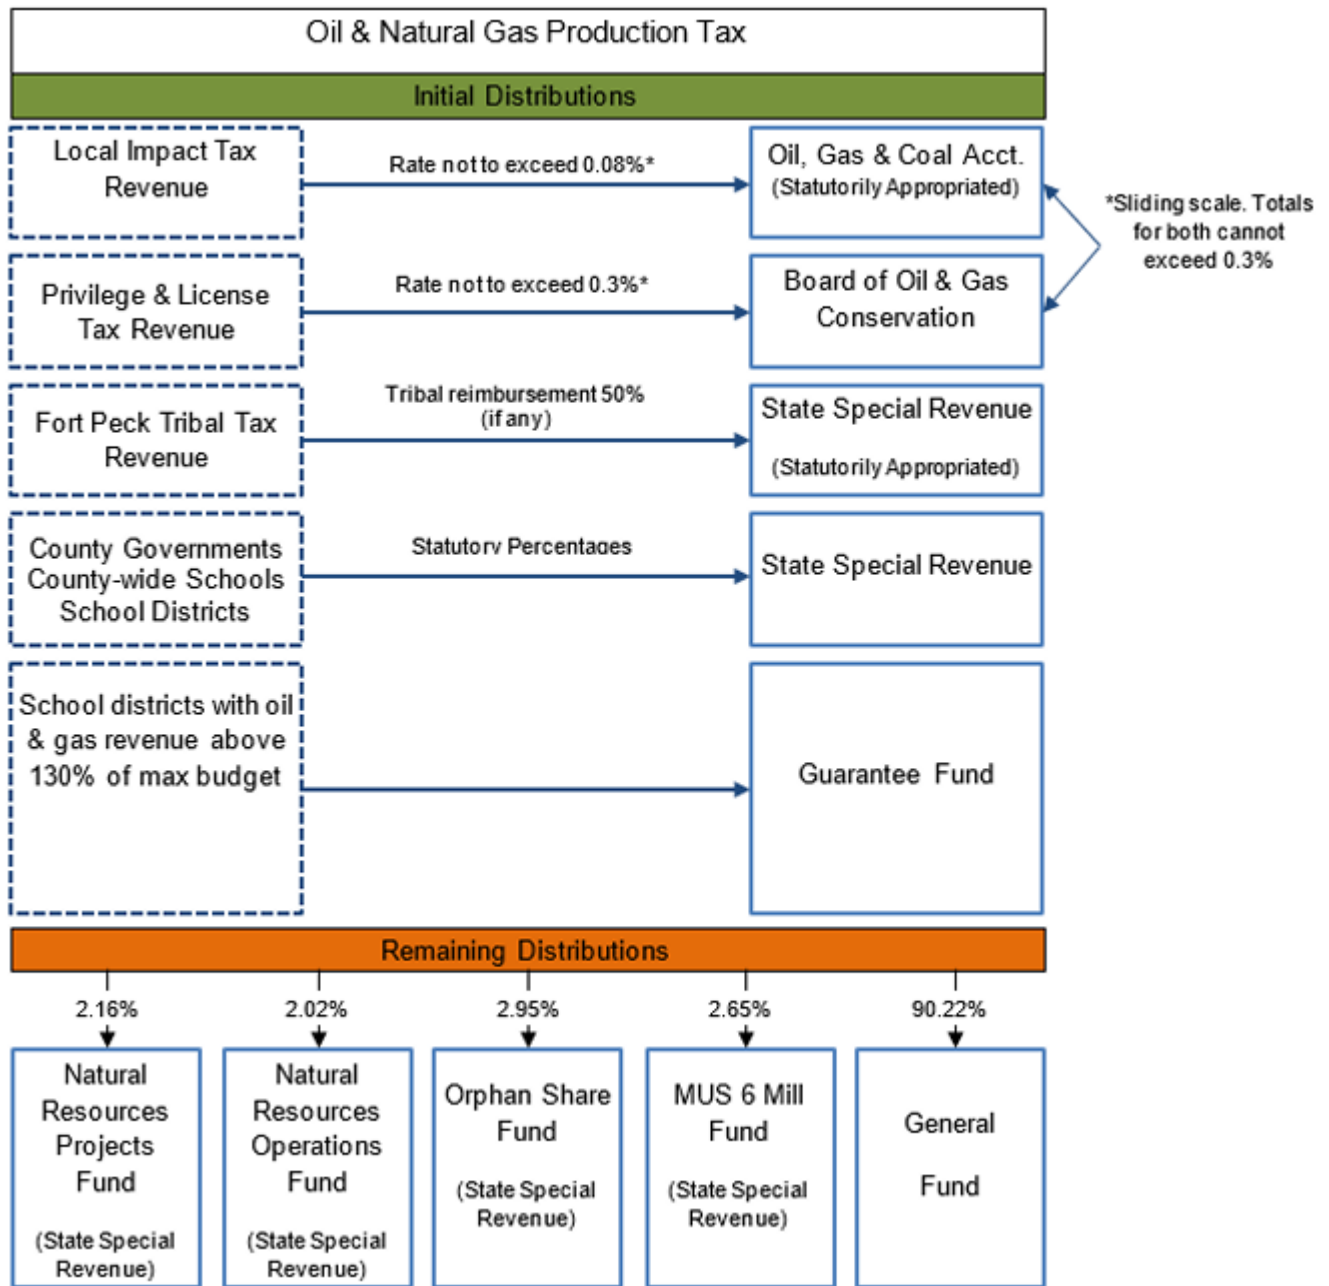 Oil & Natural Gas Production Tax
Initial Distributions
Local Impact Tax
Revenue
Rate not to exceed 0.08%*
Oil, Gas & Coal Acct.
(Statutorily Appropriated)
*Sliding scale. Totals
for both cannot
exceed 0.3%
Privilege & License
Tax Revenue
Rate not to exceed 0.3%*
Board of Oil & Gas
Conservation
Fort Peck Tribal Tax
Revenue
Tribal reimbursement 50%
(if any)
State Special Revenue
(Statutorily Appropriated)
County Governments
County-wide Schools
School Districts
Statutory Percentages
State Special Revenue
School districts with oil
& gas revenue above
130% of max budget
Guarantee Fund
Remaining Distributions
2.16%
2.02%
2.95%
2.65%
90.22%
Natural
Resources
Projects
Fund
(State Special
Revenue)
Natural
Resources
Operations
Fund
(State Special
Revenue)
Orphan Share
Fund
(State Special
Revenue)
MUS 6 Mill
Fund
(State Special
Revenue)
General
Fund